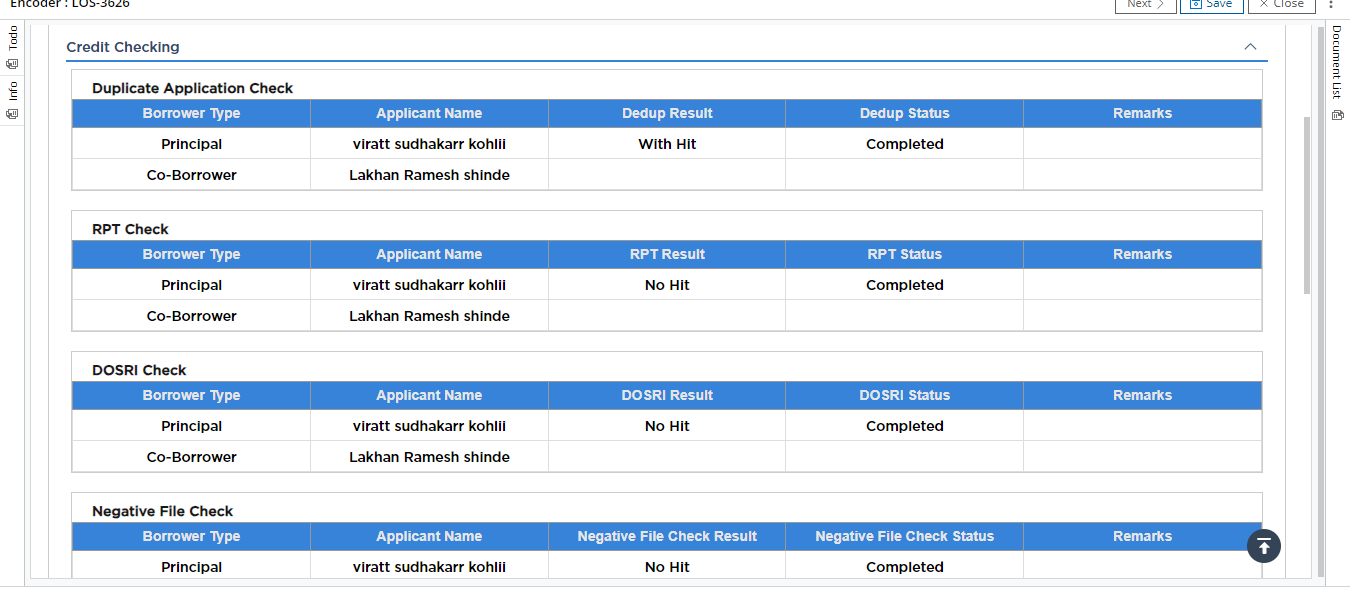 Encoder : LOS-3626
Next Save Close
Todo
Info
Document List
Credit Checking
Duplicate Application Check
Borrower Type Applicant Name Dedup Result Dedup Status Remarks
Principal viratt sudhakarr kohlii With Hit Completed
Co-Borrower Lakhan Ramesh shinde
RPT Check
Borrower Type Applicant Name RPT Result RPT Status Remarks
Principal viratt sudhakarr kohlii No Hit Completed
Co-Borrower Lakhan Ramesh shinde
DOSRI Check
Borrower Type Applicant Name DOSRI Result DOSRI Status Remarks
Principal viratt sudhakarr kohlii No Hit Completed
Co-Borrower Lakhan Ramesh shinde
Negative File Check
Borrower Type Applicant Name Negative File Check Result Negative File Check Status Remarks
Principal viratt sudhakarr kohlii No Hit Completed